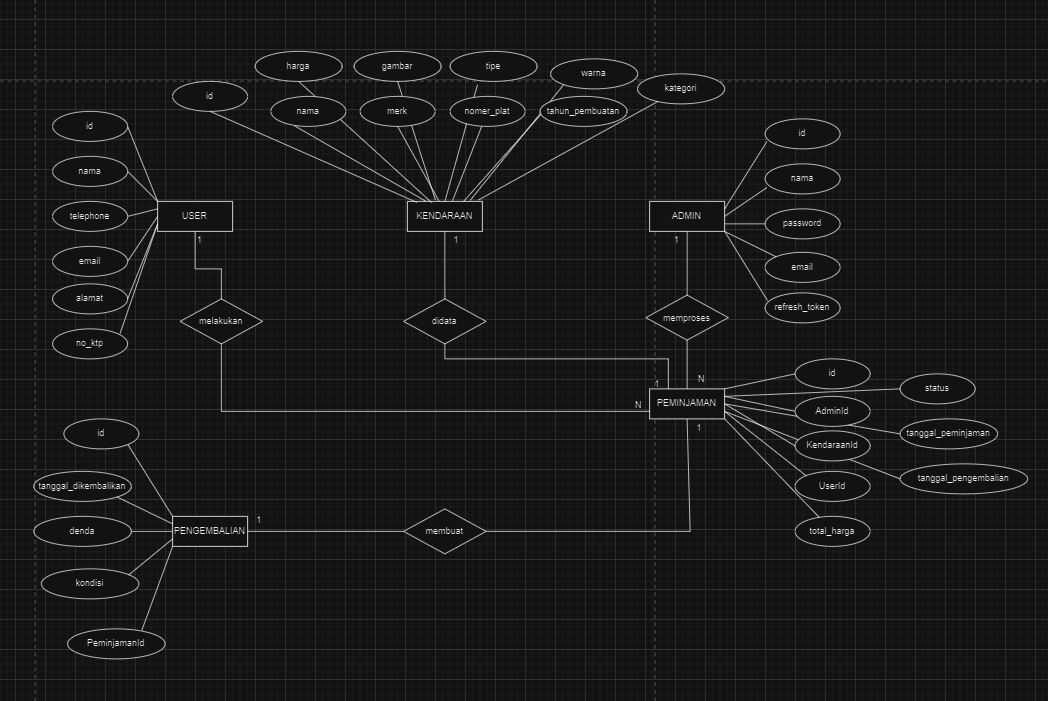 harga
gambar
tipe
warna
kategori
id
nama
merk
nomer_plat
tahun_pembuatan
id
nama
telephone
email
alamat
no_ktp
USER
1
KENDARAAN
1
ADMIN
1
id
nama
password
email
refresh_token
melakukan
didata
memproses
N
1
N
PEMINJAMAN
1
id
status
AdminId
tanggal_peminjaman
KendaraanId
tanggal_pengembalian
UserId
total_harga
id
tanggal_dikembalikan
denda
kondisi
PeminjamanId
PENGEMBALIAN
1
membuat